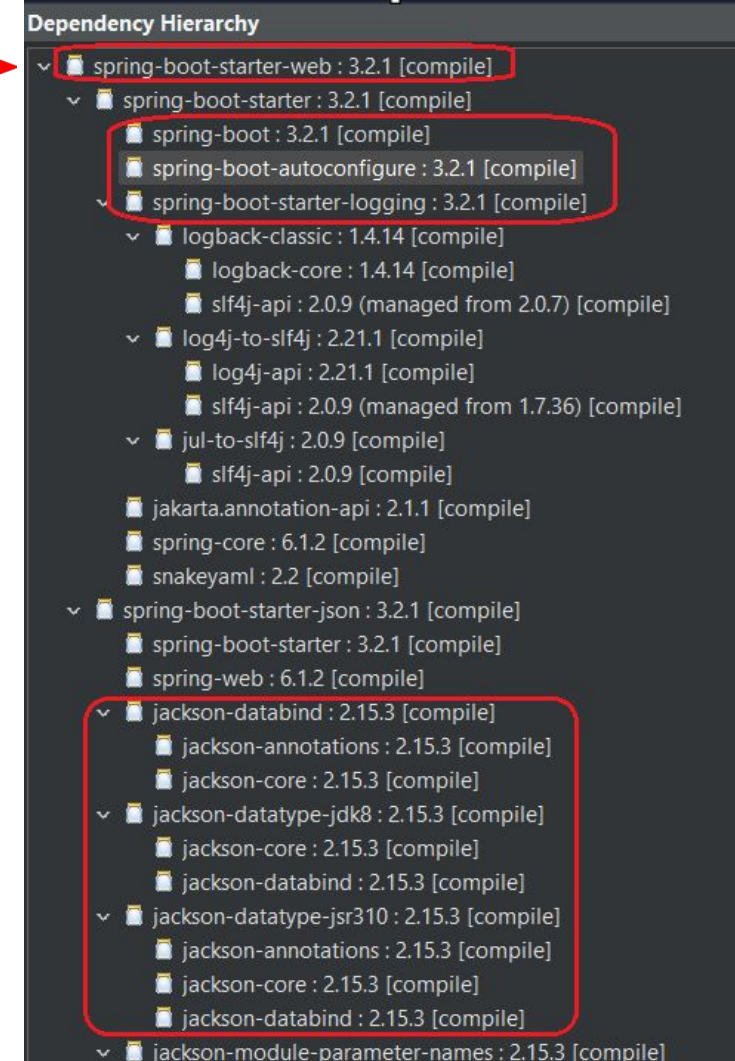 Dependency Hierarchy
spring-boot-starter-web : 3.2.1 [compile]
spring-boot-starter : 3.2.1 [compile]
spring-boot : 3.2.1 [compile]
spring-boot-autoconfigure : 3.2.1 [compile]
spring-boot-starter-logging : 3.2.1 [compile]
logback-classic : 1.4.14 [compile]
logback-core : 1.4.14 [compile]
slf4j-api : 2.0.9 (managed from 2.0.7) [compile]
log4j-to-slf4j : 2.21.1 [compile]
log4j-api : 2.21.1 [compile]
slf4j-api : 2.0.9 (managed from 1.7.36) [compile]
jul-to-slf4j : 2.0.9 [compile]
slf4j-api : 2.0.9 [compile]
jakarta.annotation-api : 2.1.1 [compile]
spring-core : 6.1.2 [compile]
snakeyaml : 2.2 [compile]
spring-boot-starter-json : 3.2.1 [compile]
spring-boot-starter : 3.2.1 [compile]
spring-web : 6.1.2 [compile]
jackson-databind : 2.15.3 [compile]
jackson-annotations : 2.15.3 [compile]
jackson-core : 2.15.3 [compile]
jackson-datatype-jdk8 : 2.15.3 [compile]
jackson-core : 2.15.3 [compile]
jackson-databind : 2.15.3 [compile]
jackson-datatype-jsr310 : 2.15.3 [compile]
jackson-annotations : 2.15.3 [compile]
jackson-core : 2.15.3 [compile]
jackson-databind : 2.15.3 [compile]
jackson-module-parameter-names : 2.15.3 [compile]